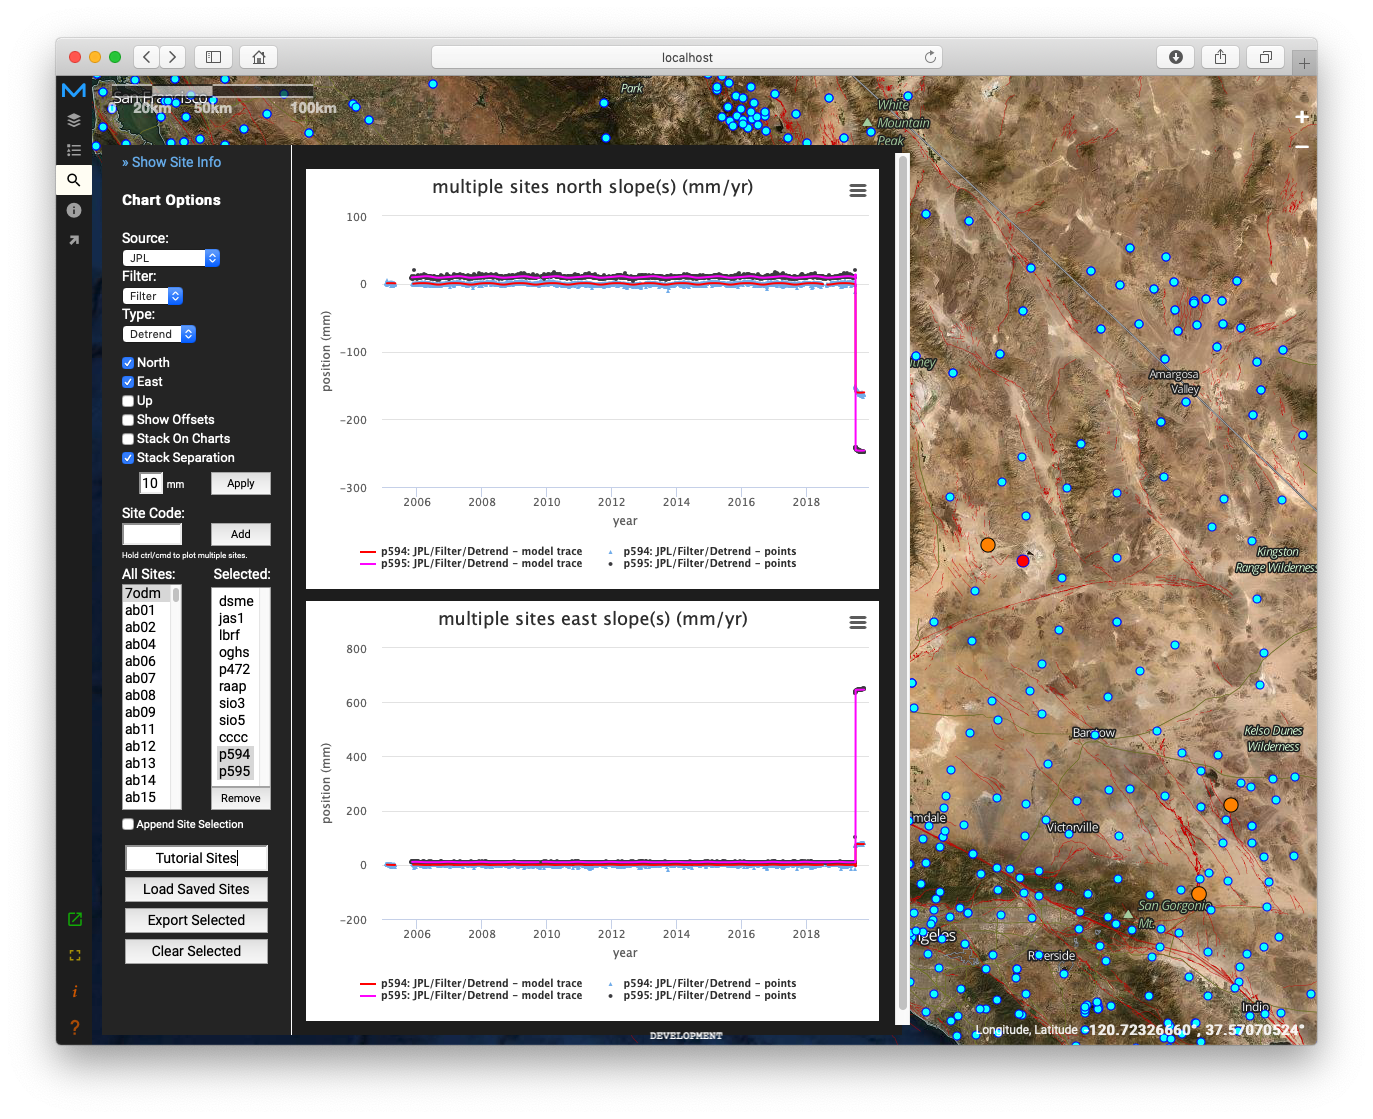 localhost
San Francisco
0 20km 50km 100km
Park
White
Mountain
Peak
» Show Site Info
Chart Options
Source:
JPL
Filter:
Filter
Type:
Detrend
North
East
Up
Show Offsets
Stack On Charts
Stack Separation
10 mm Apply
Site Code:
Add
Hold ctrl/cmd to plot multiple sites.
All Sites: Selected:
7odm
ab01
ab02
ab04
ab06
ab07
ab08
ab09
ab11
ab12
ab13
ab14
ab15
dsme
jas1
lbrf
oghs
p472
raap
sio3
sio5
cccc
p594
p595
Remove
Append Site Selection
Tutorial Sites
Load Saved Sites
Export Selected
Clear Selected
multiple sites north slope(s) (mm/yr)
position (mm)
100
0
−100
−200
−300
2006 2008 2010 2012 2014 2016 2018
year
p594: JPL/Filter/Detrend − model trace p594: JPL/Filter/Detrend − points
p595: JPL/Filter/Detrend − model trace p595: JPL/Filter/Detrend − points
multiple sites east slope(s) (mm/yr)
position (mm)
800
600
400
200
0
−200
2006 2008 2010 2012 2014 2016 2018
year
p594: JPL/Filter/Detrend − model trace p594: JPL/Filter/Detrend − points
p595: JPL/Filter/Detrend − model trace p595: JPL/Filter/Detrend − points
Amargosa
Valley
Kingston
Range Wilderness
Barstow
Kelso Dunes
Wilderness
mdale
Victorville
San Gorgonio
Mt.
ngeles
Riverside
Indio
Longitude, Latitude -120.72326660°, 37.57070524°
DEVELOPMENT